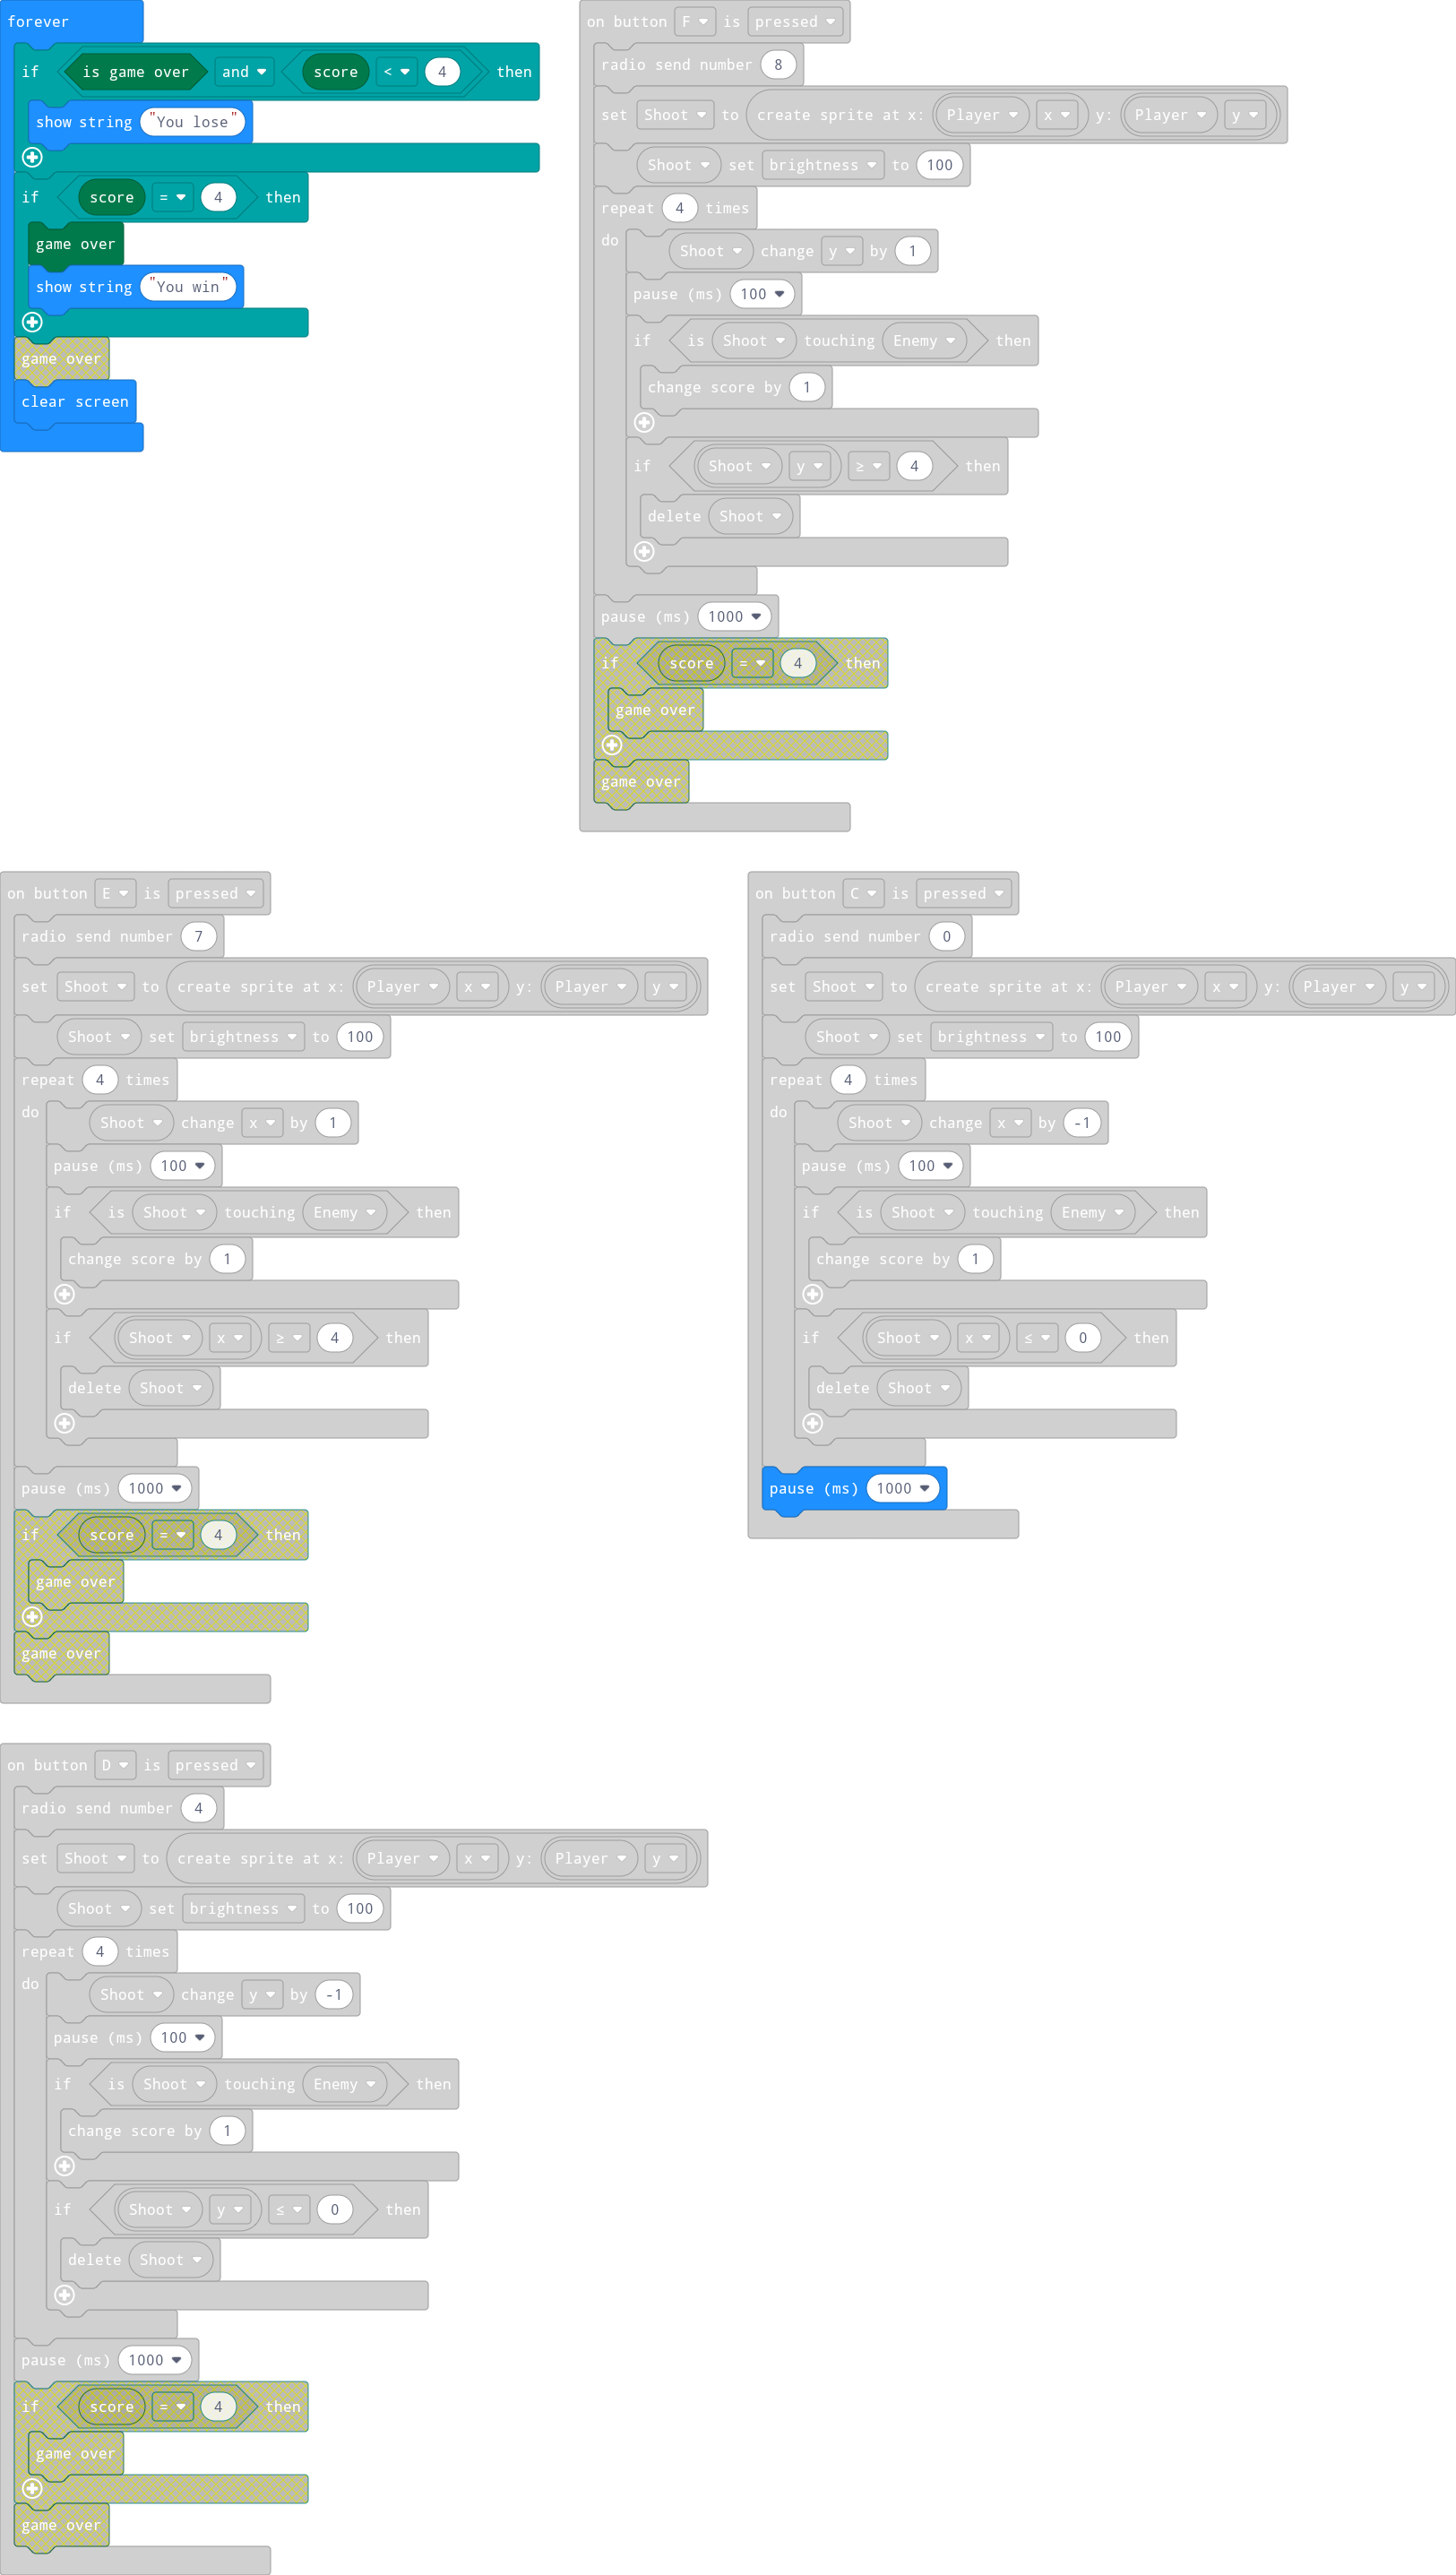 forever
if is game over and score < 4 then
show string "You lose"
if score = 4 then
game over
show string "You win"
game over
clear screen
on button F is pressed
radio send number 8
set Shoot to create sprite at x: Player x y: Player y
Shoot set brightness to 100
repeat 4 times
do Shoot change y by 1
pause (ms) 100
if is Shoot touching Enemy then
change score by 1
if Shoot y ≥ 4 then
delete Shoot
pause (ms) 1000
if score = 4 then
game over
game over
on button E is pressed
radio send number 7
set Shoot to create sprite at x: Player x y: Player y
Shoot set brightness to 100
repeat 4 times
do Shoot change x by 1
pause (ms) 100
if is Shoot touching Enemy then
change score by 1
if Shoot x ≥ 4 then
delete Shoot
pause (ms) 1000
if score = 4 then
game over
game over
on button C is pressed
radio send number 0
set Shoot to create sprite at x: Player x y: Player y
Shoot set brightness to 100
repeat 4 times
do Shoot change x by -1
pause (ms) 100
if is Shoot touching Enemy then
change score by 1
if Shoot x ≤ 0 then
delete Shoot
pause (ms) 1000
on button D is pressed
radio send number 4
set Shoot to create sprite at x: Player x y: Player y
Shoot set brightness to 100
repeat 4 times
do Shoot change y by -1
pause (ms) 100
if is Shoot touching Enemy then
change score by 1
if Shoot y ≤ 0 then
delete Shoot
pause (ms) 1000
if score = 4 then
game over
game over